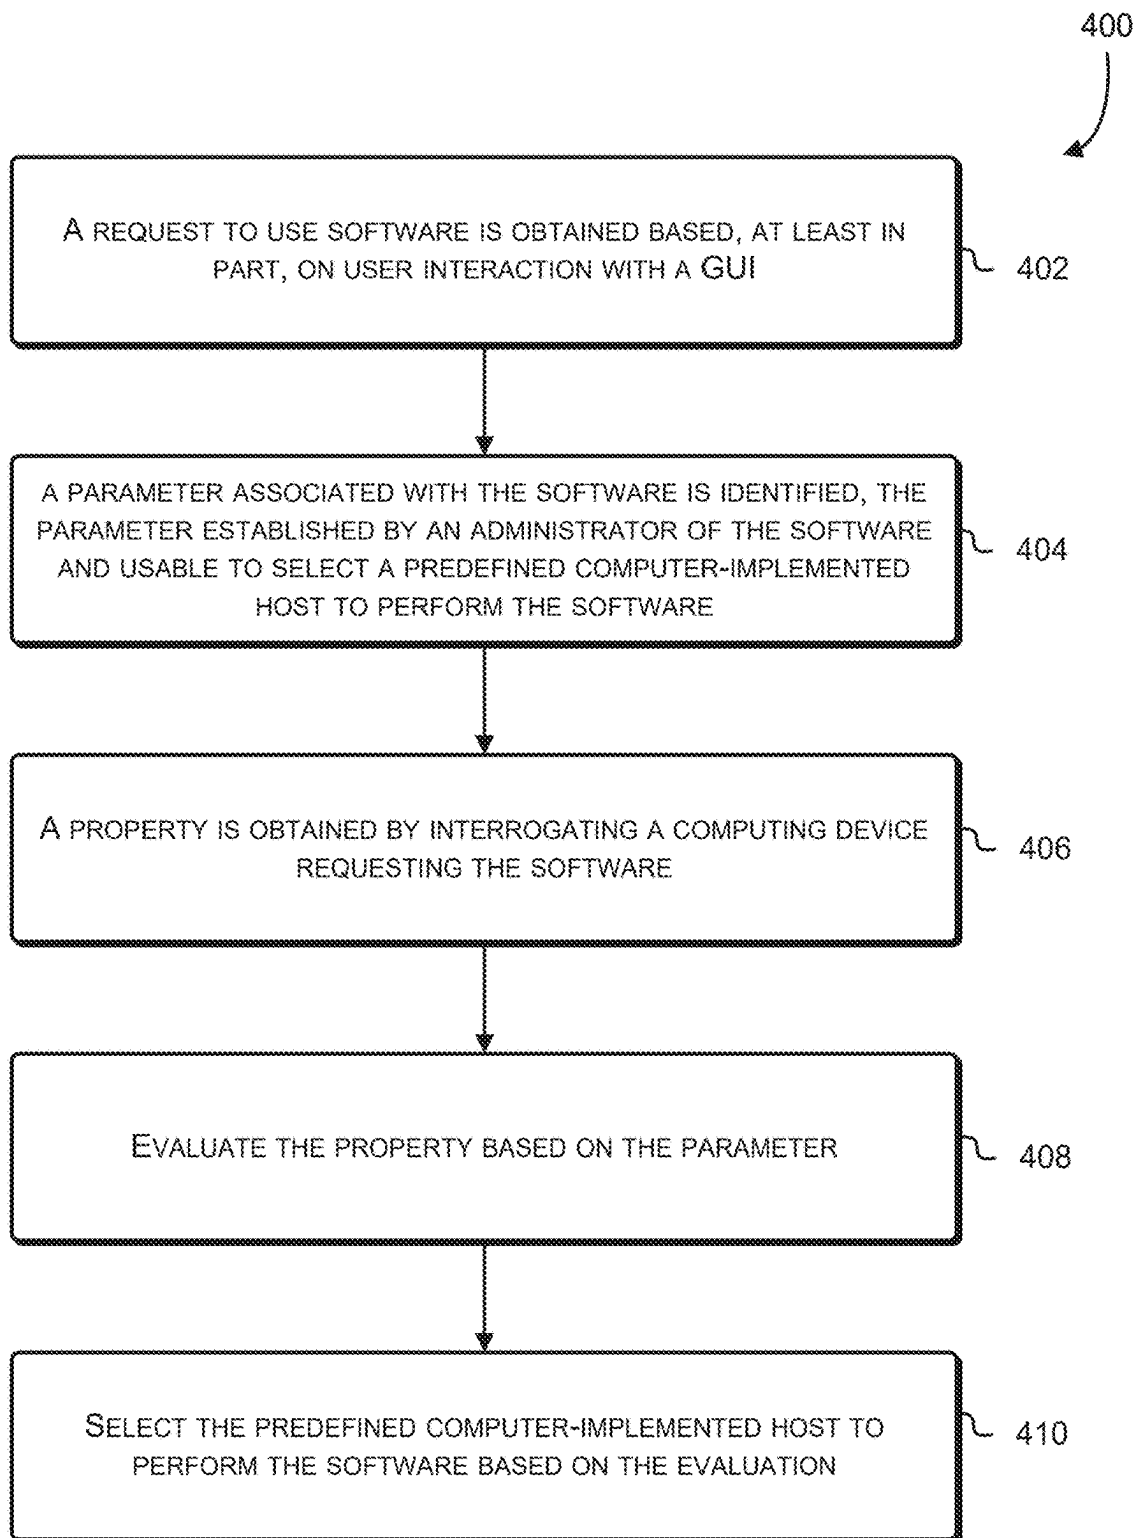 400
A REQUEST TO USE SOFTWARE IS OBTAINED BASED, AT LEAST IN
PART, ON USER INTERACTION WITH A GUI
402
A PARAMETER ASSOCIATED WITH THE SOFTWARE IS IDENTIFIED, THE
PARAMETER ESTABLISHED BY AN ADMINISTRATOR OF THE SOFTWARE
AND USABLE TO SELECT A PREDEFINED COMPUTER-IMPLEMENTED
HOST TO PERFORM THE SOFTWARE
404
A PROPERTY IS OBTAINED BY INTERROGATING A COMPUTING DEVICE
REQUESTING THE SOFTWARE
406
EVALUATE THE PROPERTY BASED ON THE PARAMETER
408
SELECT THE PREDEFINED COMPUTER-IMPLEMENTED HOST TO
PERFORM THE SOFTWARE BASED ON THE EVALUATION
410